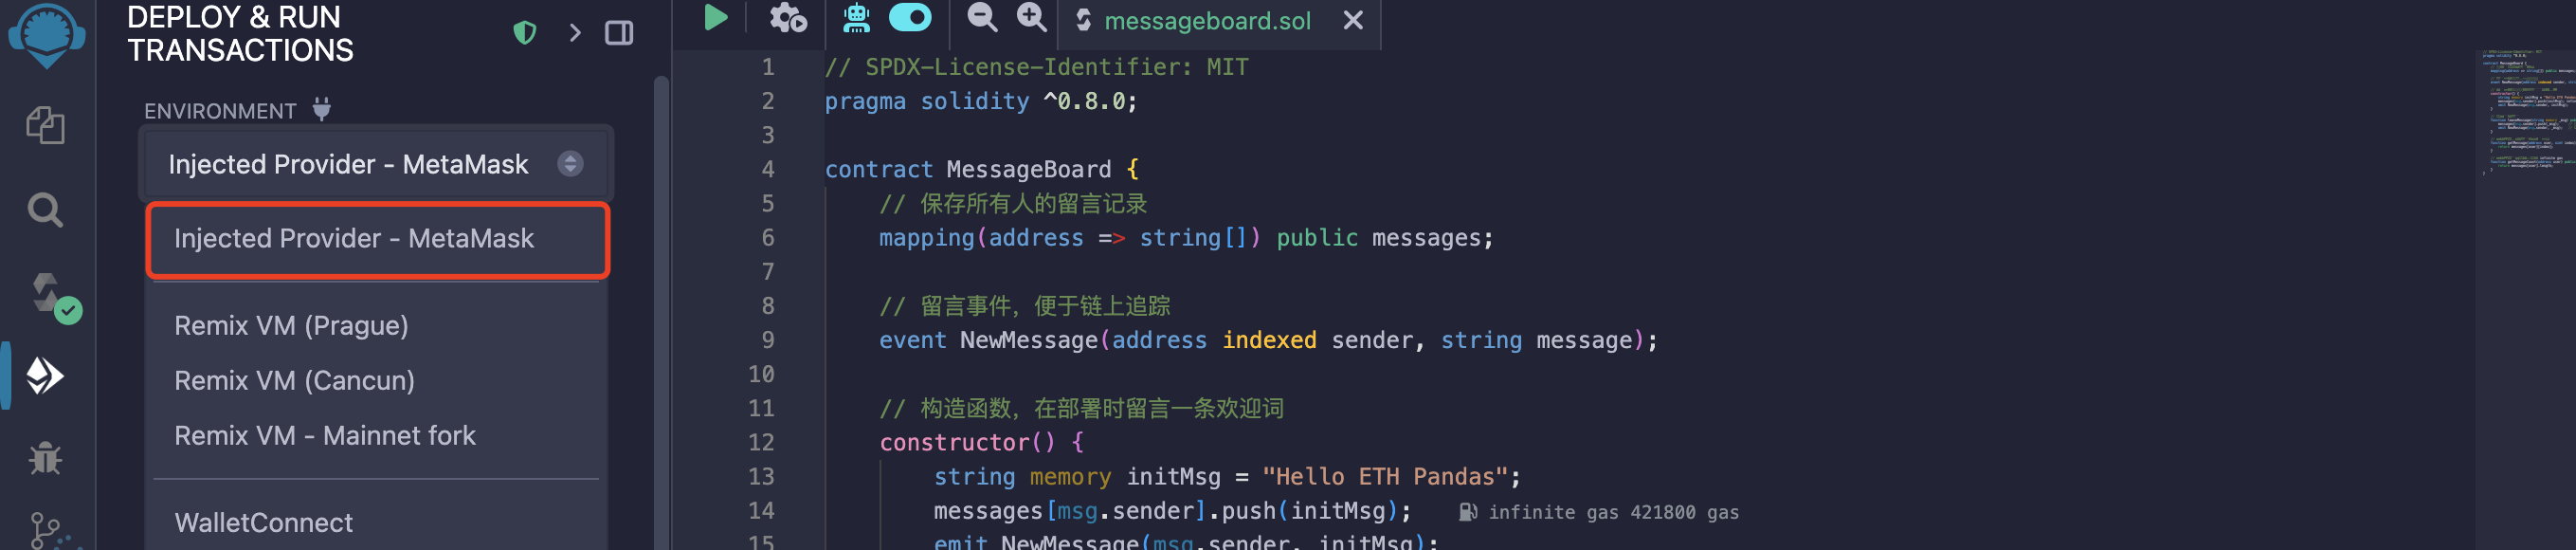 DEPLOY & RUN
TRANSACTIONS
ENVIRONMENT
Injected Provider - MetaMask
Injected Provider - MetaMask
Remix VM (Prague)
Remix VM (Cancun)
Remix VM - Mainnet fork
WalletConnect
messageboard.sol
1 // SPDX-License-Identifier: MIT
2 pragma solidity ^0.8.0;
3
4 contract MessageBoard {
5 // 保存所有人的留言记录
6 mapping(address => string[]) public messages;
7
8 // 留言事件，便于链上追踪
9 event NewMessage(address indexed sender, string message);
10
11 // 构造函数，在部署时留言一条欢迎词
12 constructor() {
13 string memory initMsg = "Hello ETH Pandas";
14 messages[msg.sender].push(initMsg); infinite gas 421800 gas
15 emit NewMessage(msg.sender, initMsg);